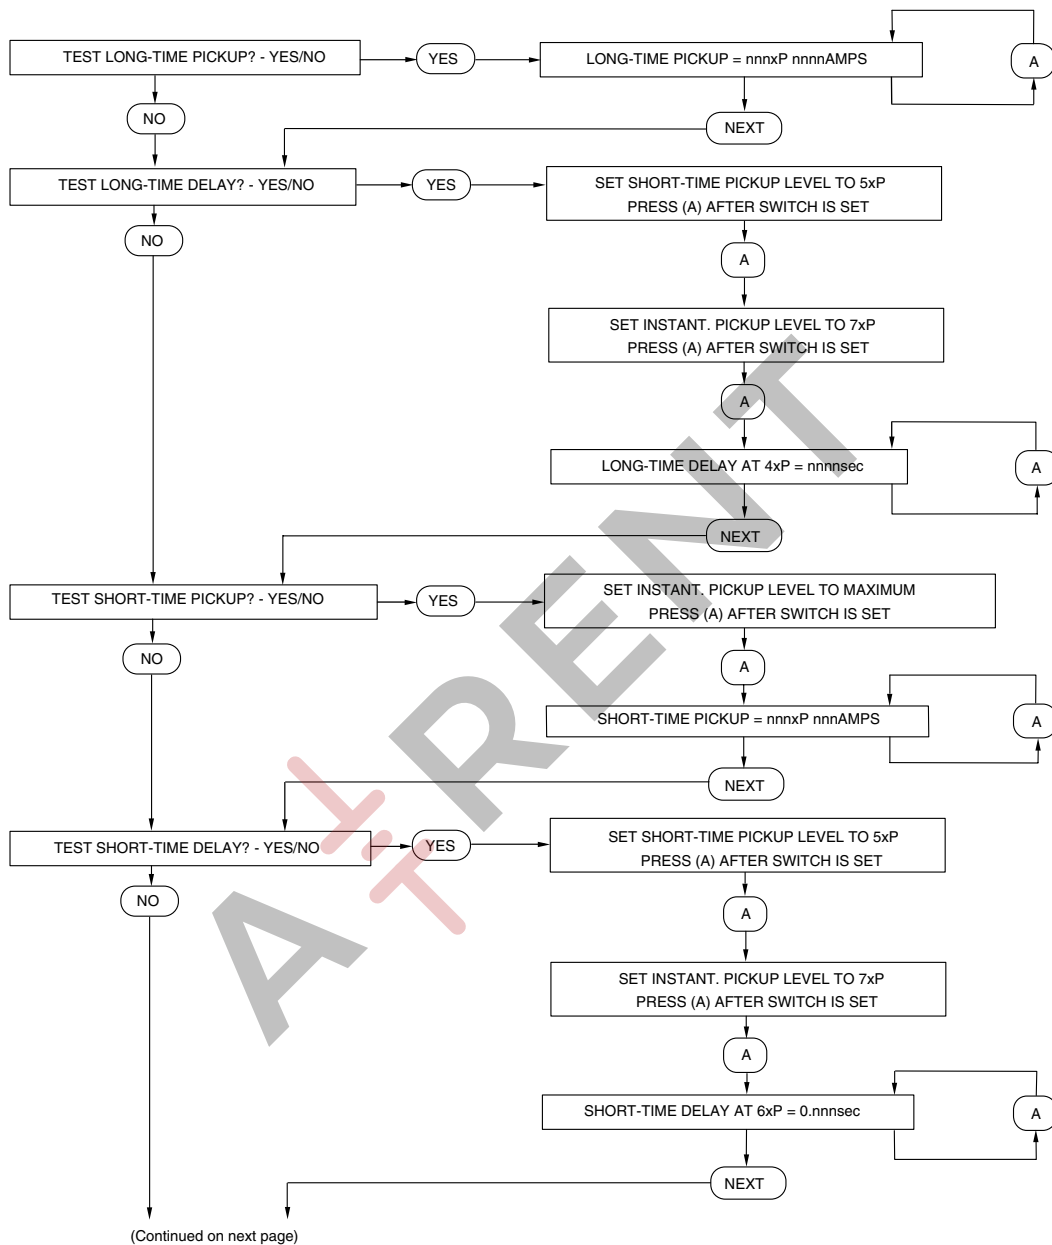 TEST LONG-TIME PICKUP? - YES/NO
YES
LONG-TIME PICKUP = nnnxP nnnnAMPS
A
NO
NEXT
TEST LONG-TIME DELAY? - YES/NO
YES
SET SHORT-TIME PICKUP LEVEL TO 5xP
PRESS (A) AFTER SWITCH IS SET
NO
A
SET INSTANT. PICKUP LEVEL TO 7xP
PRESS (A) AFTER SWITCH IS SET
A
LONG-TIME DELAY AT 4xP = nnnnsec
A
NEXT
TEST SHORT-TIME PICKUP? - YES/NO
YES
SET INSTANT. PICKUP LEVEL TO MAXIMUM
PRESS (A) AFTER SWITCH IS SET
NO
A
SHORT-TIME PICKUP = nnnxP nnnAMPS
A
NEXT
TEST SHORT-TIME DELAY? - YES/NO
YES
SET SHORT-TIME PICKUP LEVEL TO 5xP
PRESS (A) AFTER SWITCH IS SET
NO
A
SET INSTANT. PICKUP LEVEL TO 7xP
PRESS (A) AFTER SWITCH IS SET
A
SHORT-TIME DELAY AT 6xP = 0.nnnsec
A
NEXT
(Continued on next page)
A RENT